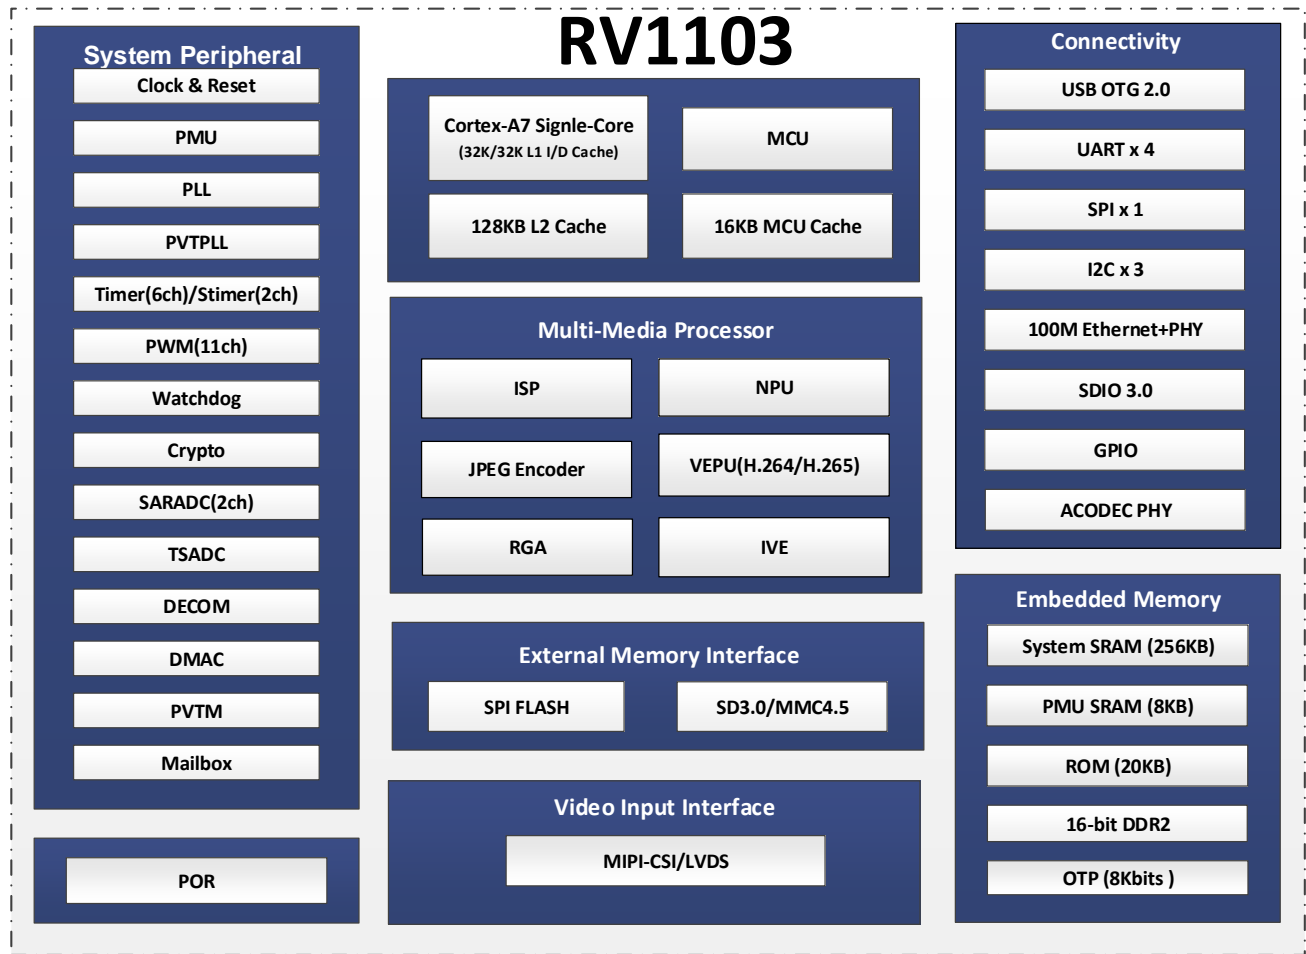 RV1103
System Peripheral
Clock & Reset
PMU
PLL
PVTPLL
Timer(6ch)/Stimer(2ch)
PWM(11ch)
Watchdog
Crypto
SARADC(2ch)
TSADC
DECOM
DMAC
PVTM
Mailbox
POR
Cortex-A7 Signle-Core
(32K/32K L1 I/D Cache)
MCU
128KB L2 Cache
16KB MCU Cache
Multi-Media Processor
ISP
NPU
JPEG Encoder
VEPU(H.264/H.265)
RGA
IVE
External Memory Interface
SPI FLASH
SD3.0/MMC4.5
Video Input Interface
MIPI-CSI/LVDS
Connectivity
USB OTG 2.0
UART x 4
SPI x 1
I2C x 3
100M Ethernet+PHY
SDIO 3.0
GPIO
ACODEC PHY
Embedded Memory
System SRAM (256KB)
PMU SRAM (8KB)
ROM (20KB)
16-bit DDR2
OTP (8Kbits )